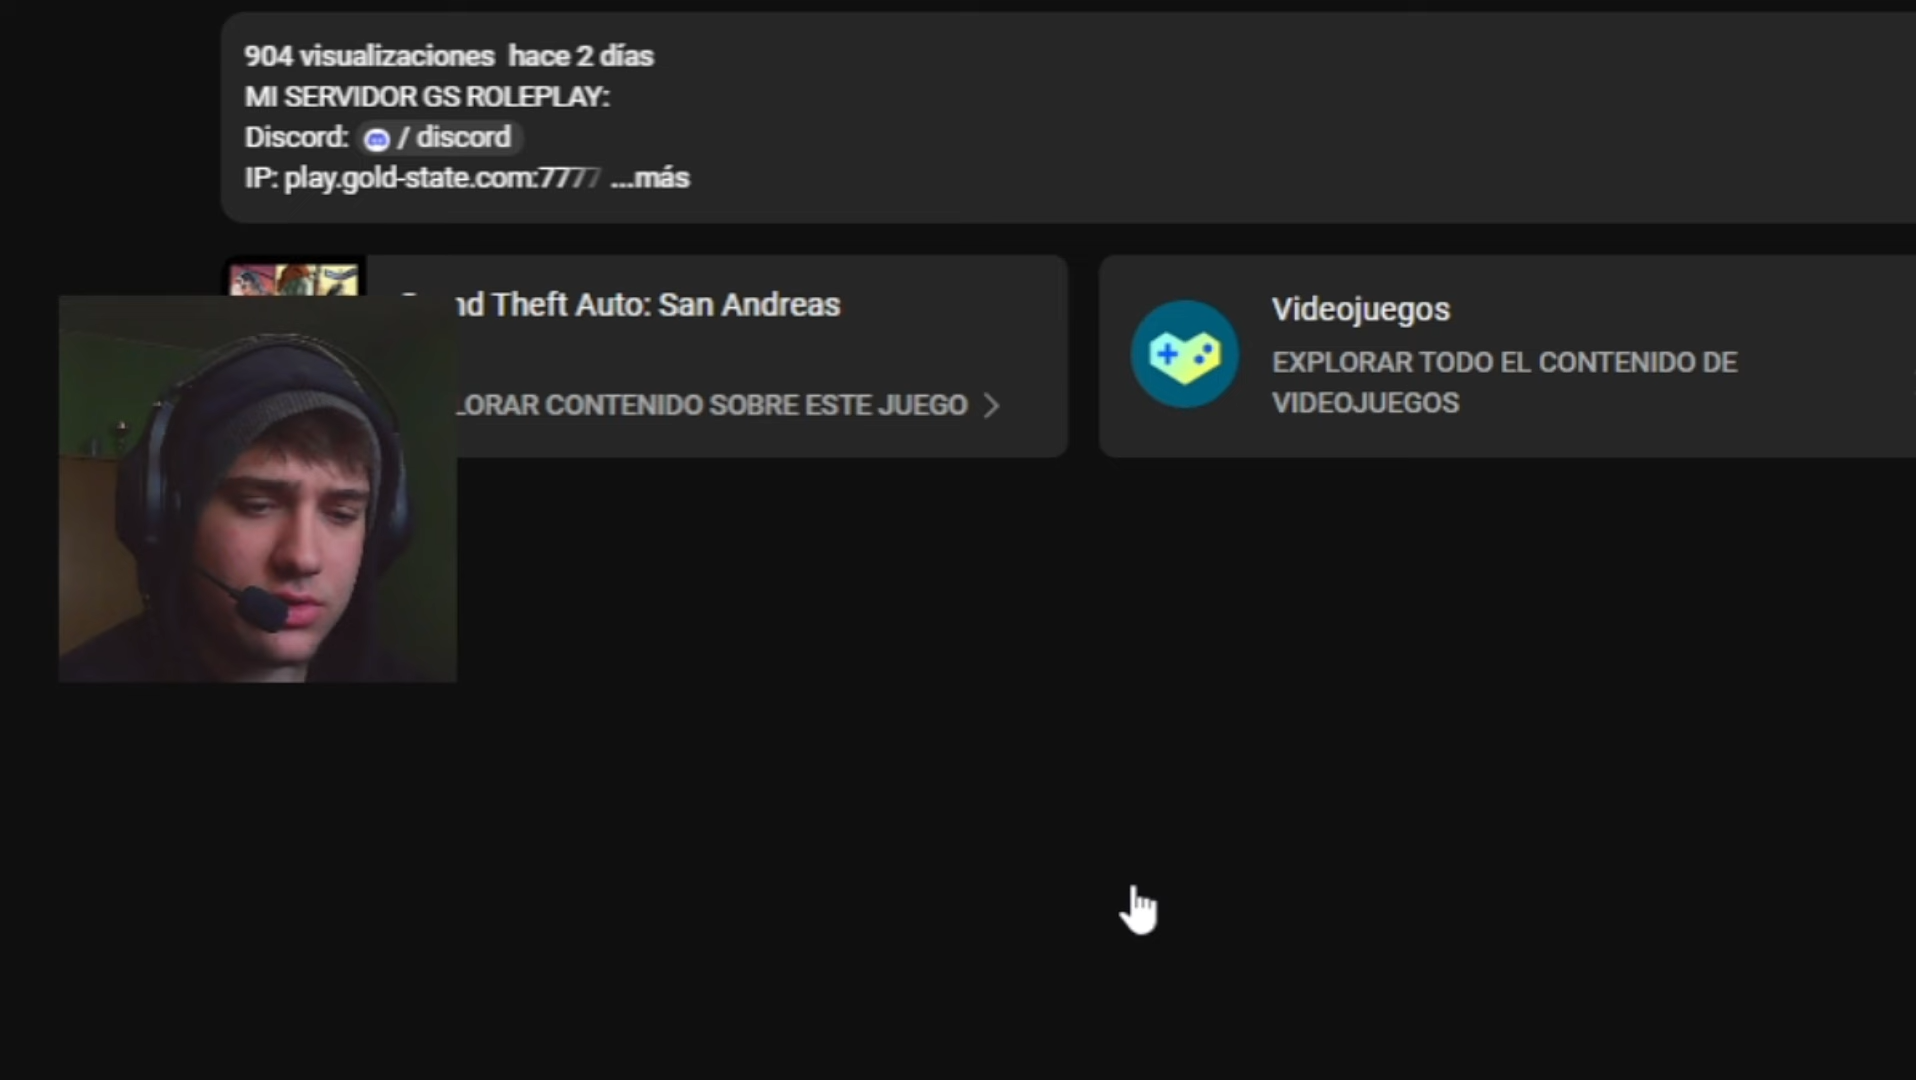 904 visualizaciones hace 2 días
MI SERVIDOR GS ROLEPLAY:
Discord: / discord
IP: play.gold-state.com:7777 ...más
nd Theft Auto: San Andreas
LORAR CONTENIDO SOBRE ESTE JUEGO
Videojuegos
EXPLORAR TODO EL CONTENIDO DE
VIDEOJUEGOS